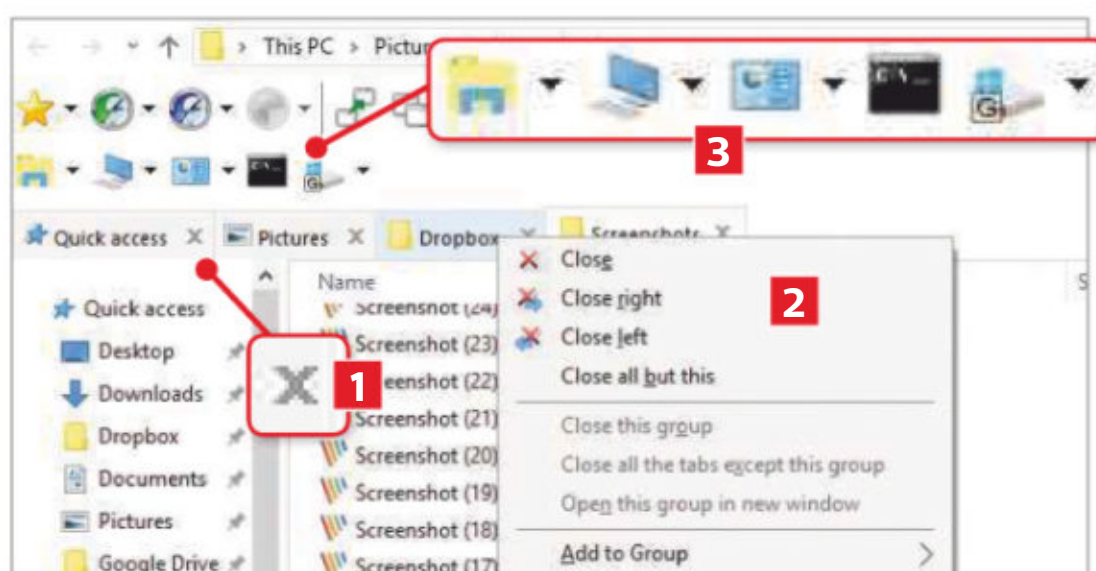 This PC > Pictur
3
G
C:\ _
G
Quick access X Pictures X Dropbox X Screenshots X
Name
S
Quick access
Desktop
Downloads
Dropbox
Documents
Pictures
Google Drive
X
1
Screenshot (24)
Screenshot (23)
eenshot (22)
Screenshot (21)
Screenshot (20)
Screenshot (19)
Screenshot (18)
Screenshot (17)
Close
Close right
2
Close left
Close all but this
Close this group
Close all the tabs except this group
Open this group in new window
Add to Group >